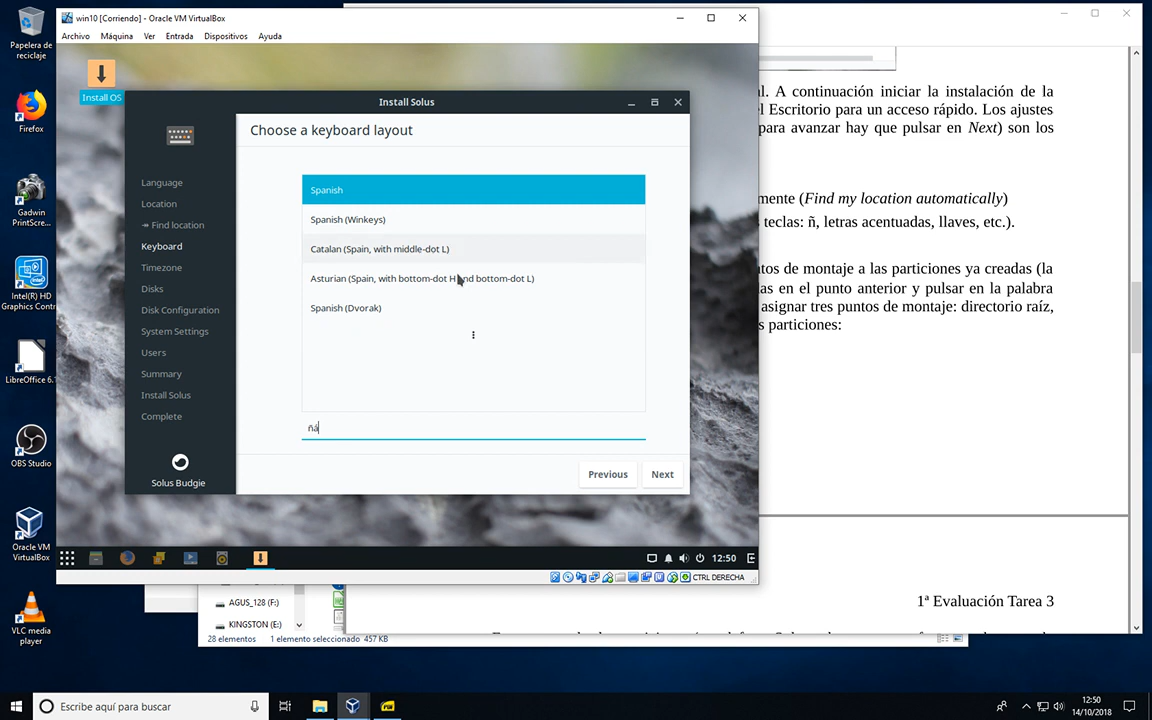 Papelera de
reciclaje
Firefox
Gadwin
PrintScre...
Intel(R) HD
Graphics Contr
LibreOffice 6.1
OBS Studio
Oracle VM
VirtualBox
VLC media
player
win10 [Corriendo] - Oracle VM VirtualBox
Archivo Máquina Ver Entrada Dispositivos Ayuda
Install OS
Install Solus
Choose a keyboard layout
Language
Location
↠ Find location
Keyboard
Timezone
Disks
Disk Configuration
System Settings
Users
Summary
Install Solus
Complete
Solus Budgie
Spanish
Spanish (Winkeys)
Catalan (Spain, with middle-dot L)
Asturian (Spain, with bottom-dot H and bottom-dot L)
Spanish (Dvorak)
ñá
Previous Next
12:50
CTRL DERECHA
al. A continuación iniciar la instalación de la
el Escritorio para un acceso rápido. Los ajustes
para avanzar hay que pulsar en Next) son los
mente (Find my location automatically)
s teclas: ñ, letras acentuadas, llaves, etc.).
ntos de montaje a las particiones ya creadas (la
as en el punto anterior y pulsar en la palabra
asignar tres puntos de montaje: directorio raíz,
s particiones:
1ª Evaluación Tarea 3
AGUS_128 (F:)
KINGSTON (E:)
28 elementos 1 elemento seleccionado 457 KB
Escribe aquí para buscar
12:50
14/10/2018